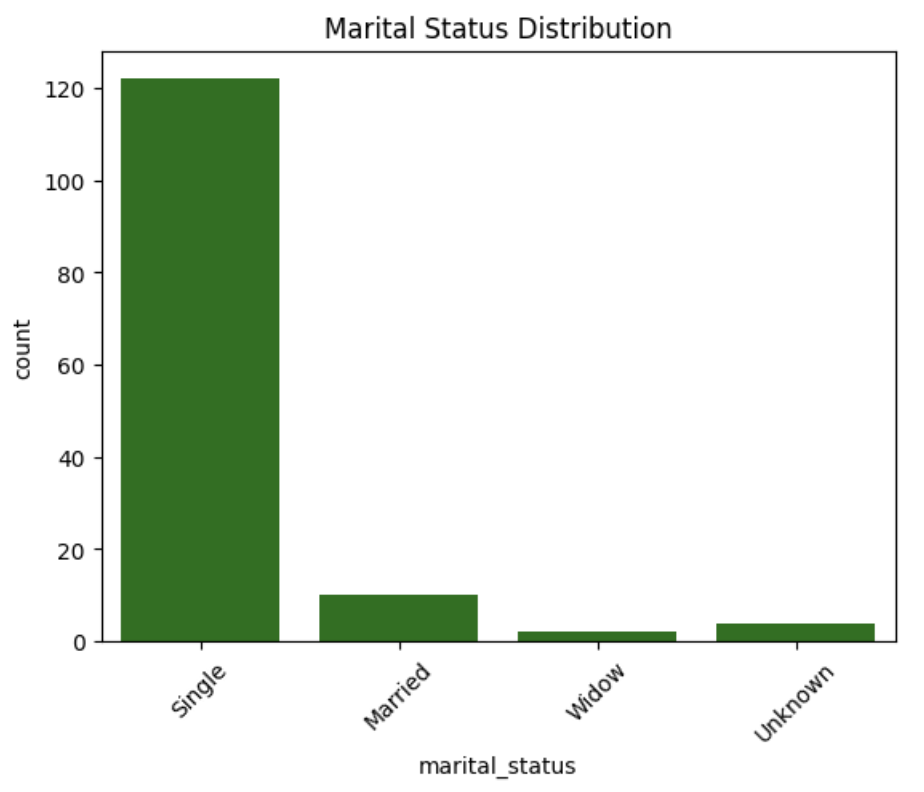 Marital Status Distribution
120
100
80
60
40
20
0
count
Single
Married
Widow
Unknown
marital_status